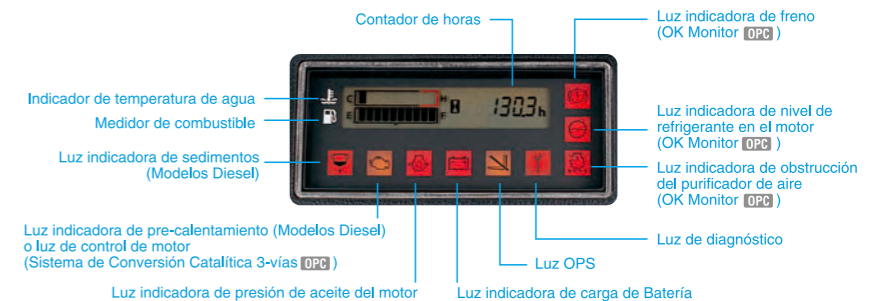 Contador de horas
Luz indicadora de freno
(OK Monitor OPC )
Indicador de temperatura de agua
C H
130.3 h
Medidor de combustible
E F
Luz indicadora de nivel de
refrigerante en el motor
(OK Monitor OPC )
Luz indicadora de sedimentos
(Modelos Diesel)
Luz indicadora de obstrucción
del purificador de aire
(OK Monitor OPC )
Luz indicadora de pre-calentamiento (Modelos Diesel)
o luz de control de motor
(Sistema de Conversión Catalítica 3-vías OPC )
Luz de diagnóstico
Luz OPS
Luz indicadora de presión de aceite del motor
Luz indicadora de carga de Batería